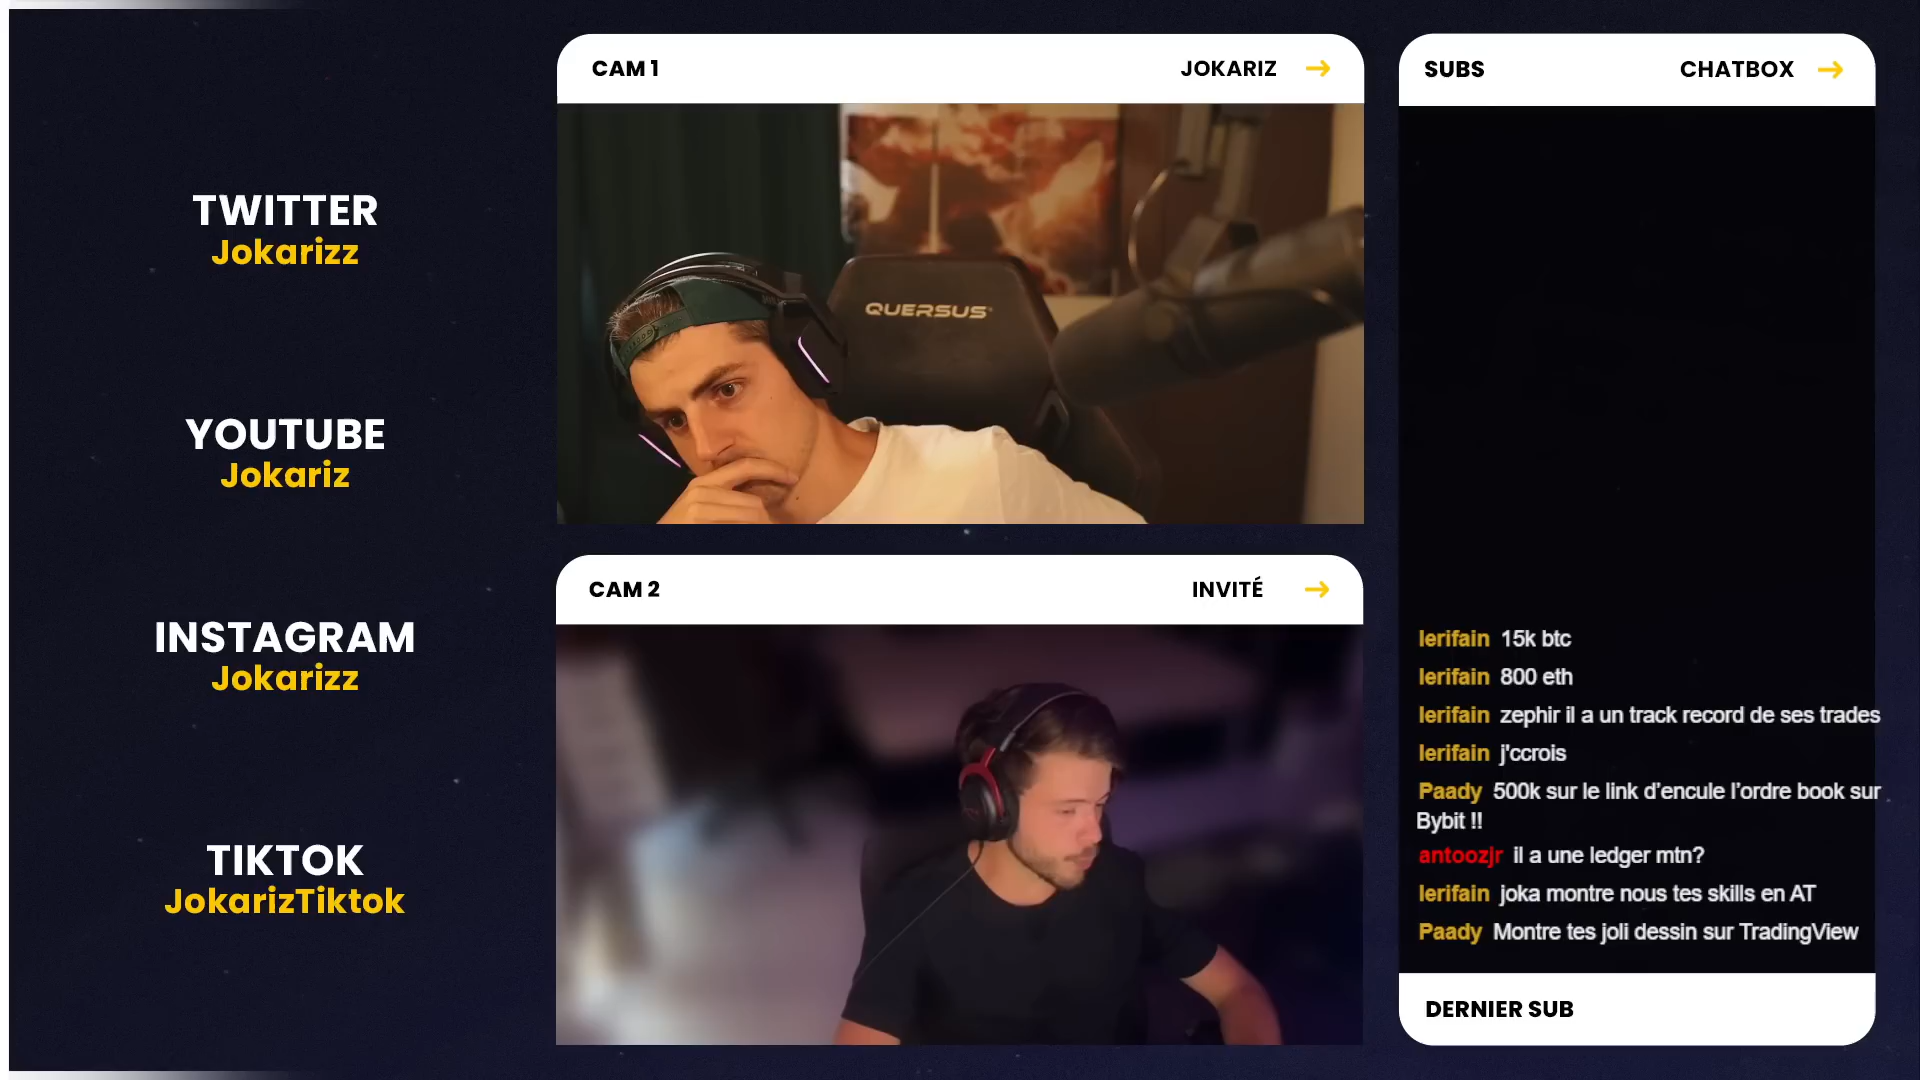 TWITTER
Jokarizz
YOUTUBE
Jokariz
INSTAGRAM
Jokarizz
TIKTOK
JokarizTiktok
CAM 1 JOKARIZ
QUERSUS
CAM 2 INVITÉ
SUBS CHATBOX
lerifain 15k btc
lerifain 800 eth
lerifain zephir il a un track record de ses trades
lerifain j'ccrois
Paady 500k sur le link d’encule l’ordre book sur
Bybit !!
antoozjr il a une ledger mtn?
lerifain joka montre nous tes skills en AT
Paady Montre tes joli dessin sur TradingView
DERNIER SUB